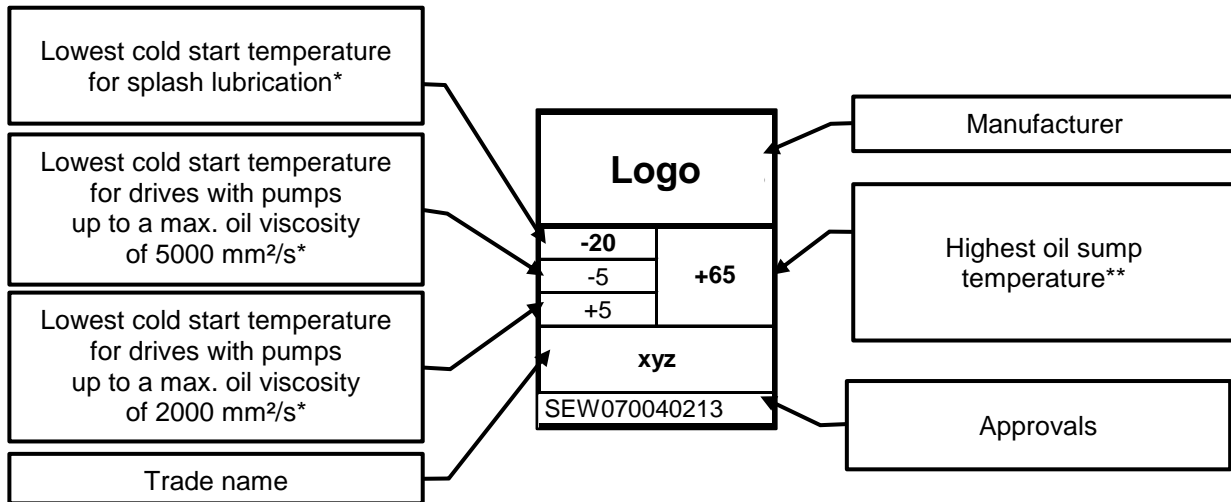 Lowest cold start temperature
for splash lubrication*
Lowest cold start temperature
for drives with pumps
up to a max. oil viscosity
of 5000 mm²/s*
Lowest cold start temperature
for drives with pumps
up to a max. oil viscosity
of 2000 mm²/s*
Trade name
Logo
-20
-5
+5
+65
xyz
SEW070040213
Manufacturer
Highest oil sump
temperature**
Approvals